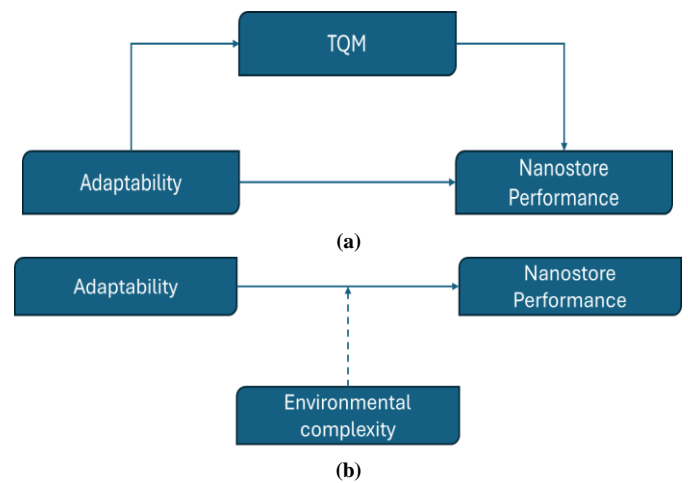 TQM
Adaptability
Nanostore
Performance
(a)
Adaptability
Nanostore
Performance
Environmental
complexity
(b)